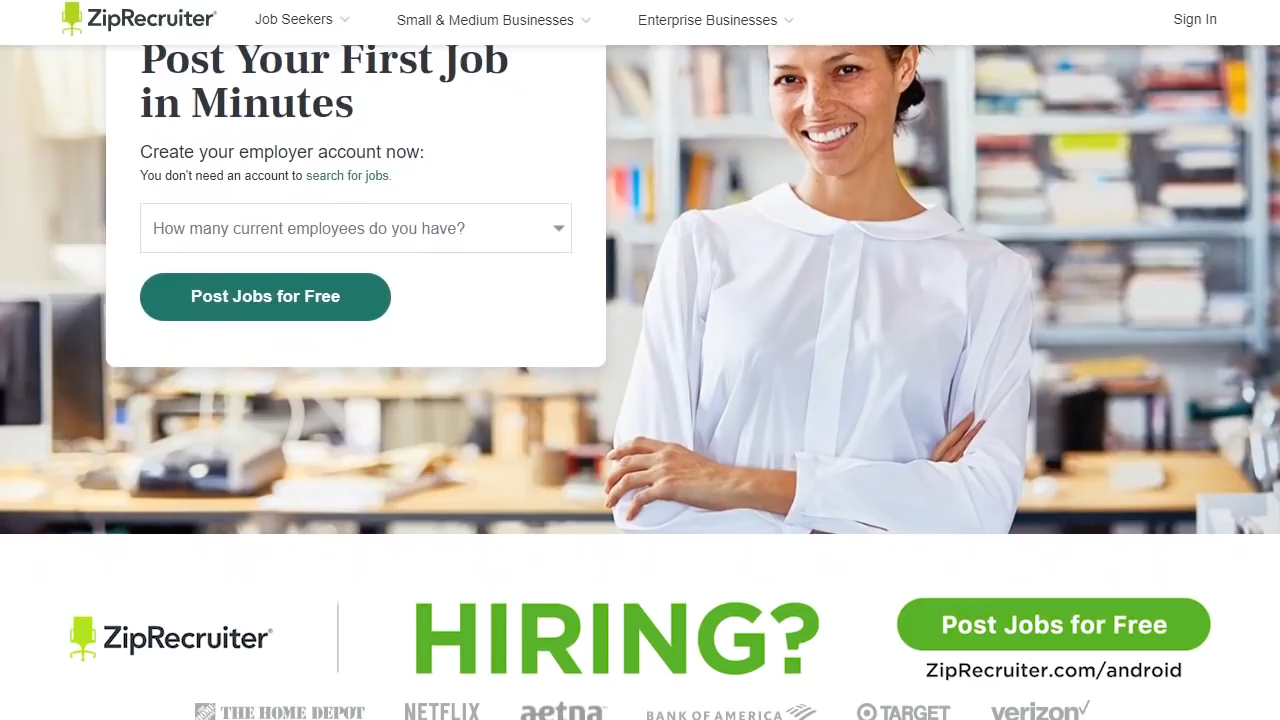 ZipRecruiter® Job Seekers Small & Medium Businesses Enterprise Businesses Sign In
Post Your First Job
in Minutes
Create your employer account now:
You don't need an account to search for jobs.
How many current employees do you have?
Post Jobs for Free
ZipRecruiter® HIRING? Post Jobs for Free
ZipRecruiter.com/android
THE HOME DEPOT NETFLIX aetna BANK OF AMERICA TARGET verizon